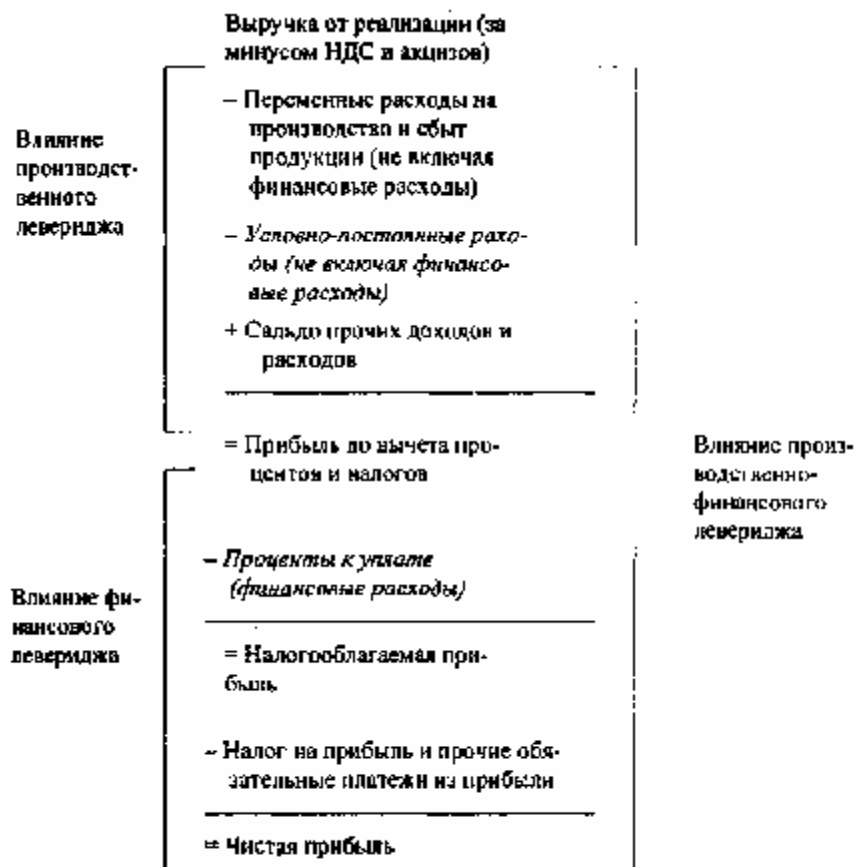 Выручка от реализации (за
минусом НДС и акцизов)
– Переменные расходы на
производство и сбыт
продукции (не включая
финансовые расходы)
Влияние
производст-
венного
левериджа
– Условно-постоянные рахо-
ды (не включая финансо-
вые расходы)
+ Сальдо прочих доходов и
расходов
= Прибыль до вычета про-
центов и налогов
Влияние произ-
водственно-
финансового
левериджа
– Проценты к уплате
(финансовые расходы)
Влияние фи-
нансового
левериджа
= Налогооблагаемая при-
быль
– Налог на прибыль и прочие обя-
зательные платежи из прибыли
= Чистая прибыль